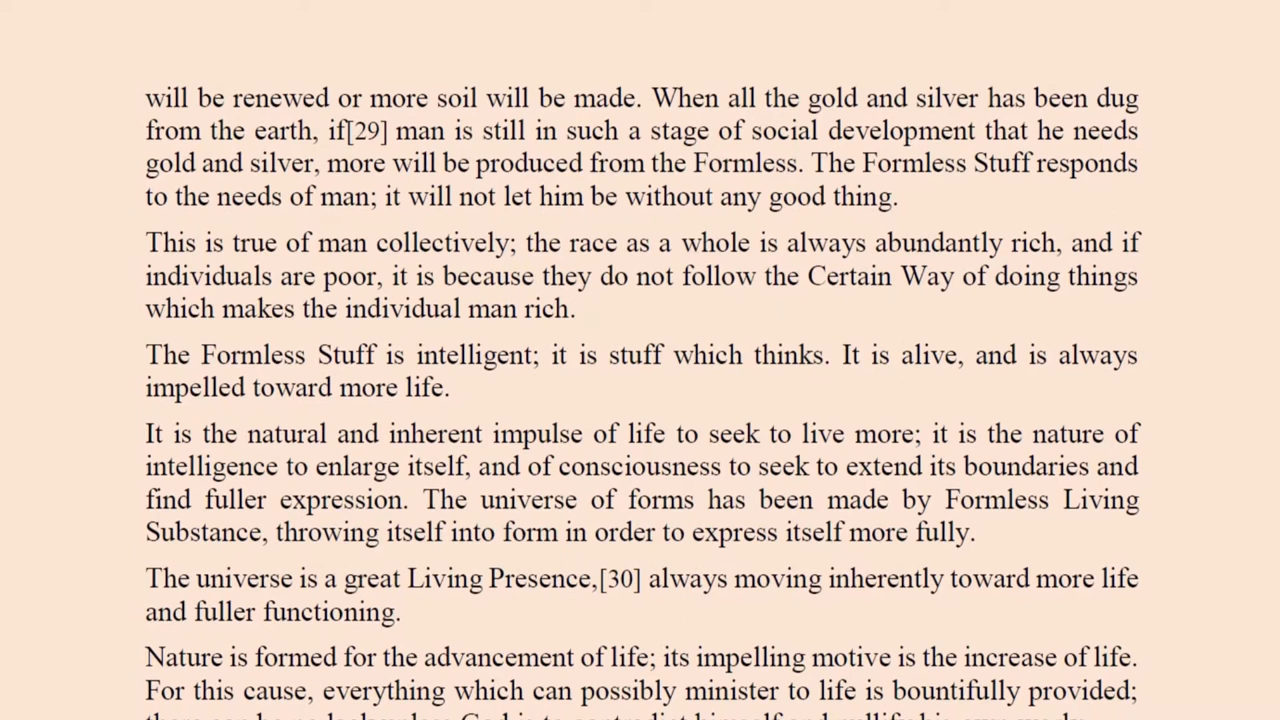 will be renewed or more soil will be made. When all the gold and silver has been dug
from the earth, if[29] man is still in such a stage of social development that he needs
gold and silver, more will be produced from the Formless. The Formless Stuff responds
to the needs of man; it will not let him be without any good thing.
This is true of man collectively; the race as a whole is always abundantly rich, and if
individuals are poor, it is because they do not follow the Certain Way of doing things
which makes the individual man rich.
The Formless Stuff is intelligent; it is stuff which thinks. It is alive, and is always
impelled toward more life.
It is the natural and inherent impulse of life to seek to live more; it is the nature of
intelligence to enlarge itself, and of consciousness to seek to extend its boundaries and
find fuller expression. The universe of forms has been made by Formless Living
Substance, throwing itself into form in order to express itself more fully.
The universe is a great Living Presence,[30] always moving inherently toward more life
and fuller functioning.
Nature is formed for the advancement of life; its impelling motive is the increase of life.
For this cause, everything which can possibly minister to life is bountifully provided;